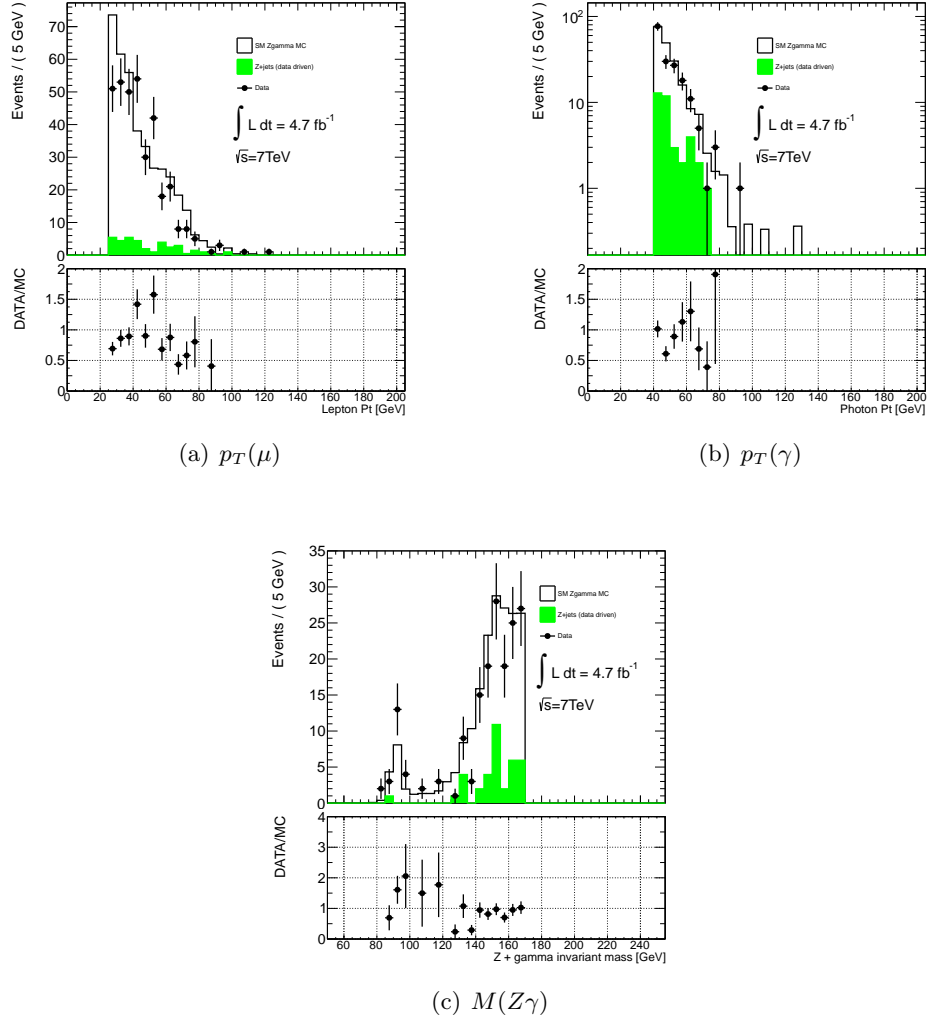 Events / ( 5 GeV )
70
60
50
40
30
20
10
0
SM Zgamma MC
Z+jets (data driven)
Data
∫ L dt = 4.7 fb⁻¹
√s=7TeV
DATA/MC
2
1.5
1
0.5
0
0 20 40 60 80 100 120 140 160 180 200
Lepton Pt [GeV]
(a) p_T(μ)
Events / ( 5 GeV )
10²
10
1
SM Zgamma MC
Z+jets (data driven)
Data
∫ L dt = 4.7 fb⁻¹
√s=7TeV
DATA/MC
2
1.5
1
0.5
0
0 20 40 60 80 100 120 140 160 180 200
Photon Pt [GeV]
(b) p_T(γ)
Events / ( 5 GeV )
35
30
25
20
15
10
5
0
SM Zgamma MC
Z+jets (data driven)
Data
∫ L dt = 4.7 fb⁻¹
√s=7TeV
DATA/MC
4
3
2
1
0
60 80 100 120 140 160 180 200 220 240
Z + gamma invariant mass [GeV]
(c) M(Zγ)